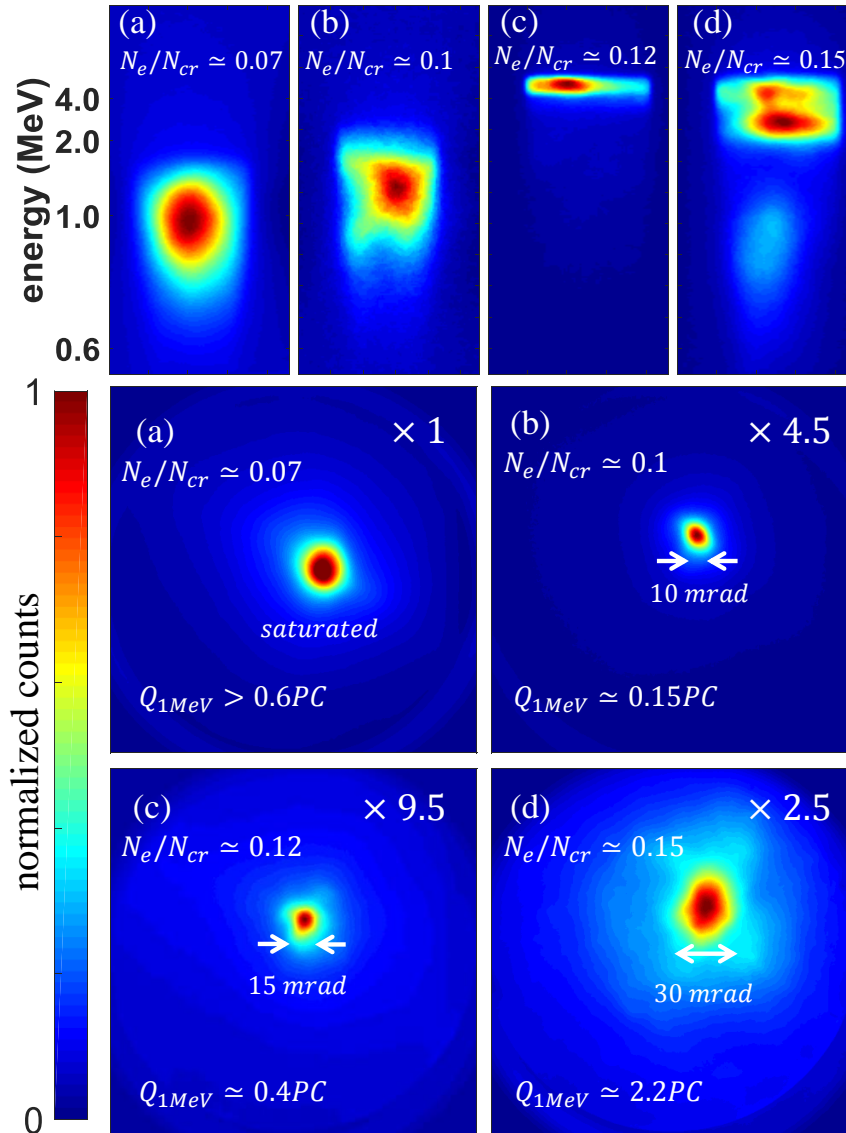 (a) (b) (c) (d)
N_e/N_cr ≃ 0.07 N_e/N_cr ≃ 0.1 N_e/N_cr ≃ 0.12 N_e/N_cr ≃ 0.15
energy (MeV)
4.0
2.0
1.0
0.6
normalized counts
1
0
(a) × 1
N_e/N_cr ≃ 0.07
saturated
Q_1MeV > 0.6PC
(b) × 4.5
N_e/N_cr ≃ 0.1
10 mrad
Q_1MeV ≃ 0.15PC
(c) × 9.5
N_e/N_cr ≃ 0.12
15 mrad
Q_1MeV ≃ 0.4PC
(d) × 2.5
N_e/N_cr ≃ 0.15
30 mrad
Q_1MeV ≃ 2.2PC